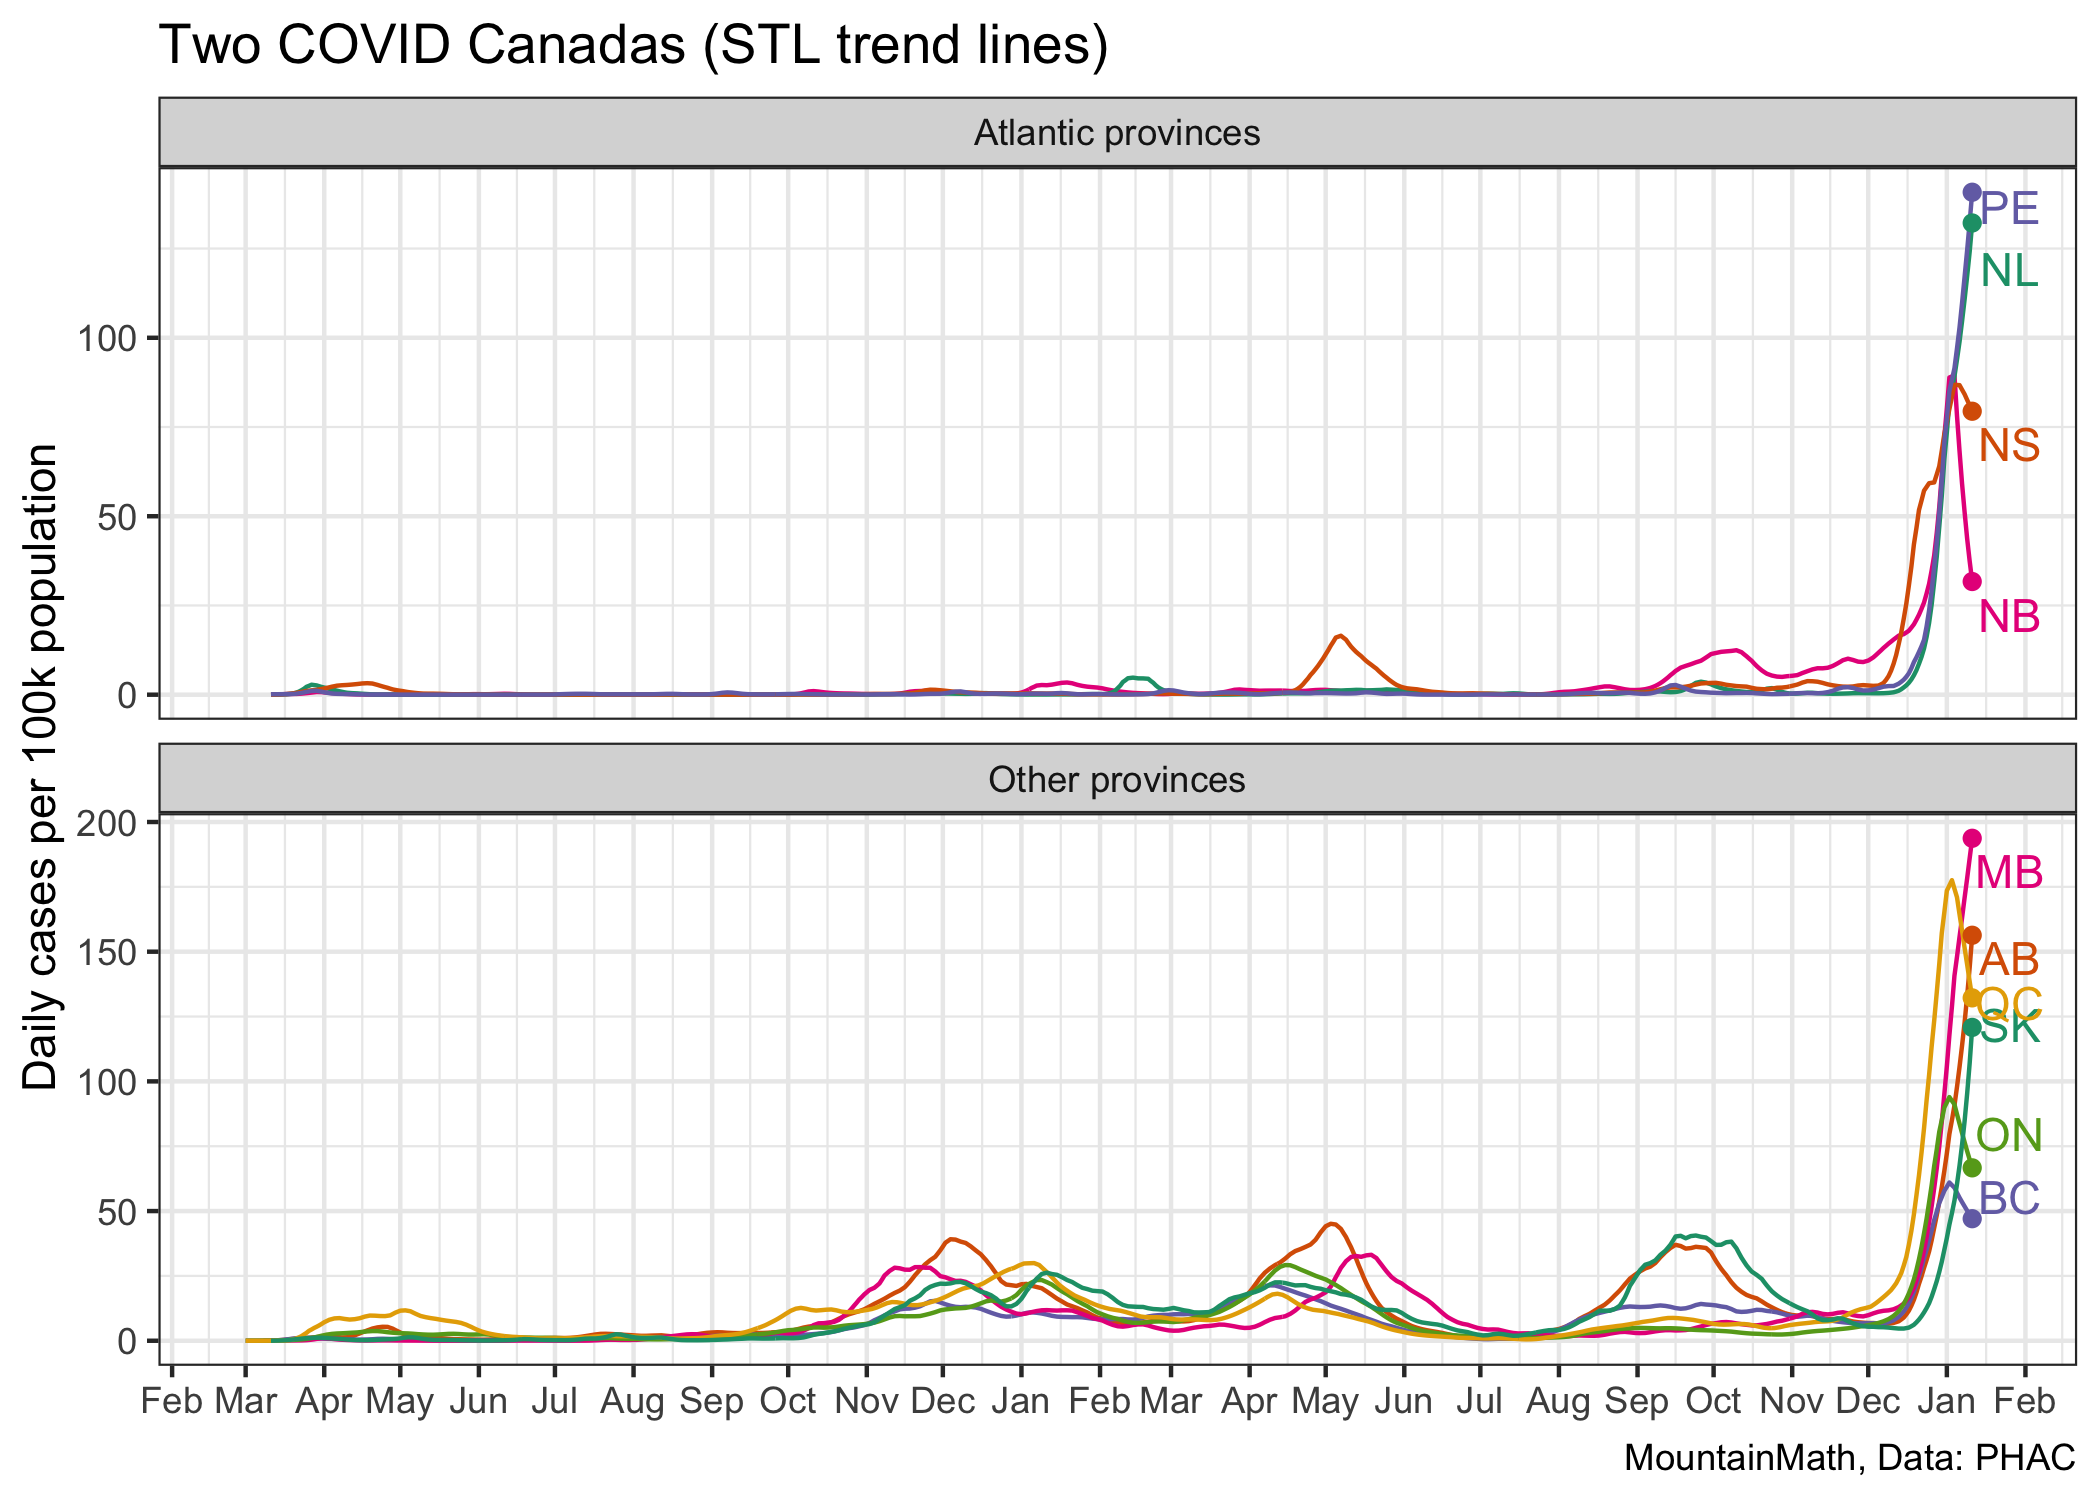 Two COVID Canadas (STL trend lines)
Atlantic provinces
PE
NL
100
NS
50
NB
0
Daily cases per 100k population
Other provinces
200
MB
150
AB
QC
SK
100
ON
50
BC
0
Feb Mar Apr May Jun Jul Aug Sep Oct Nov Dec Jan Feb Mar Apr May Jun Jul Aug Sep Oct Nov Dec Jan Feb
MountainMath, Data: PHAC